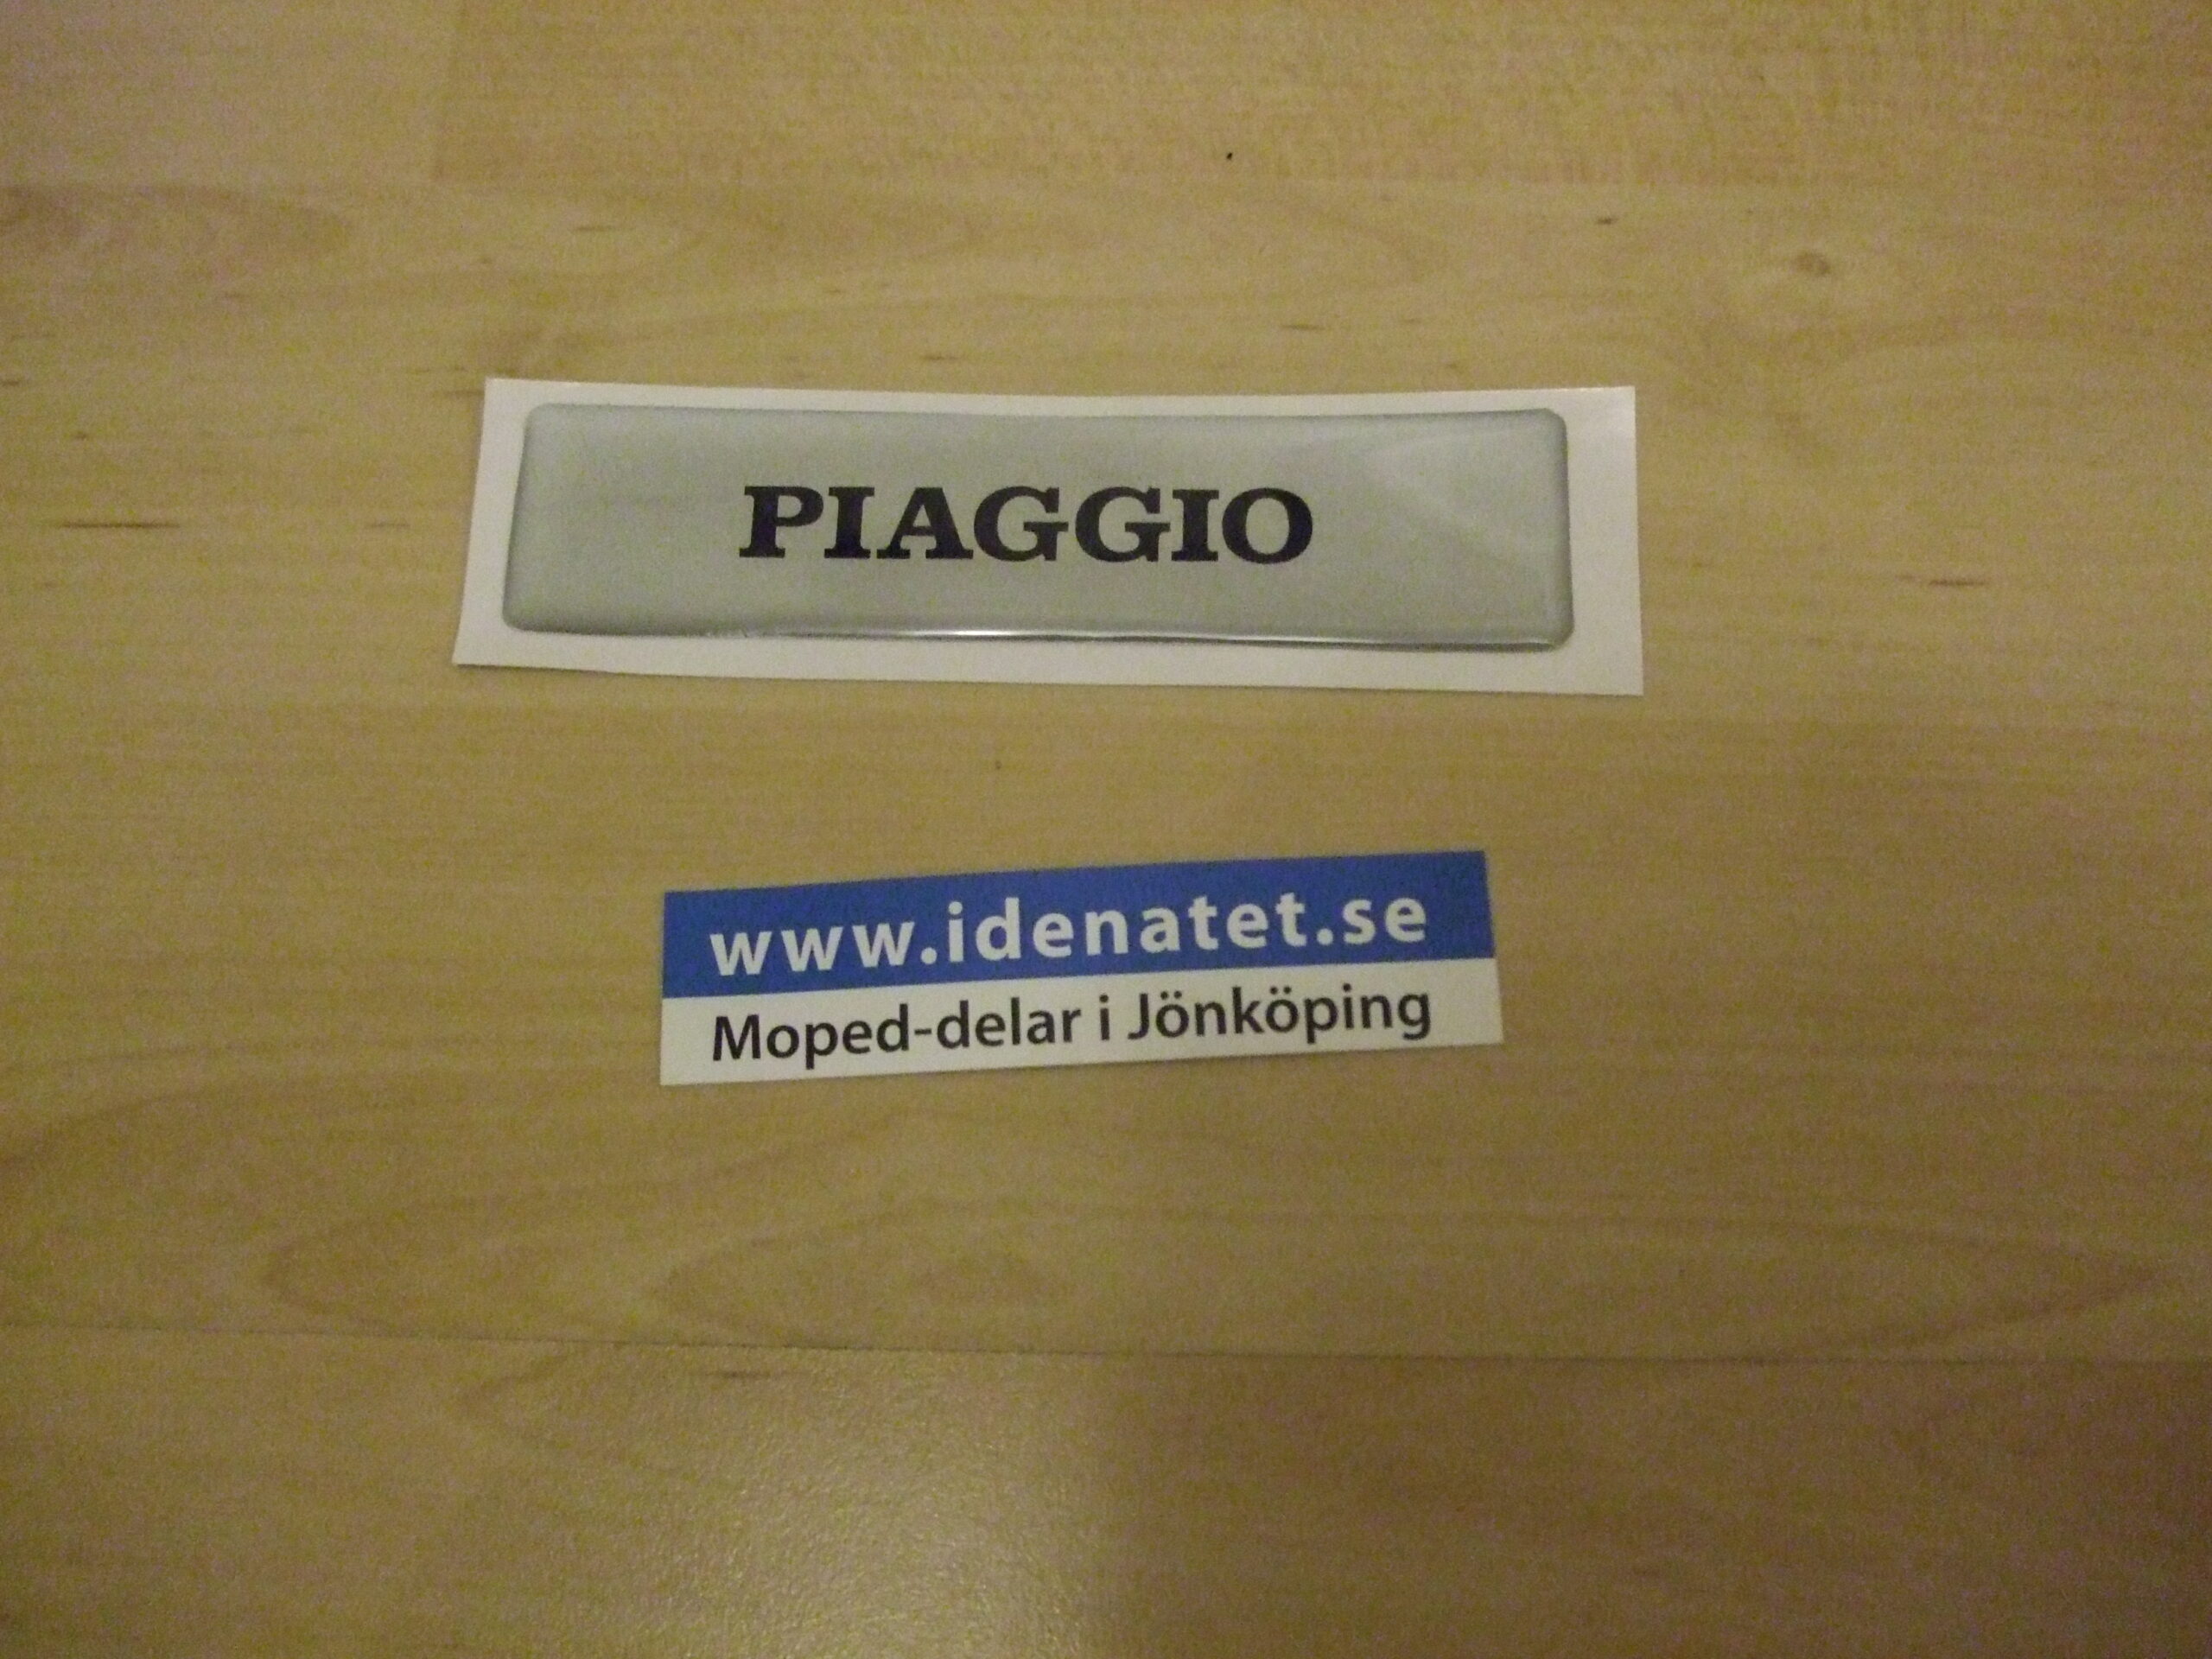 PIAGGIO
www.idenatet.se
Moped-delar i Jönköping